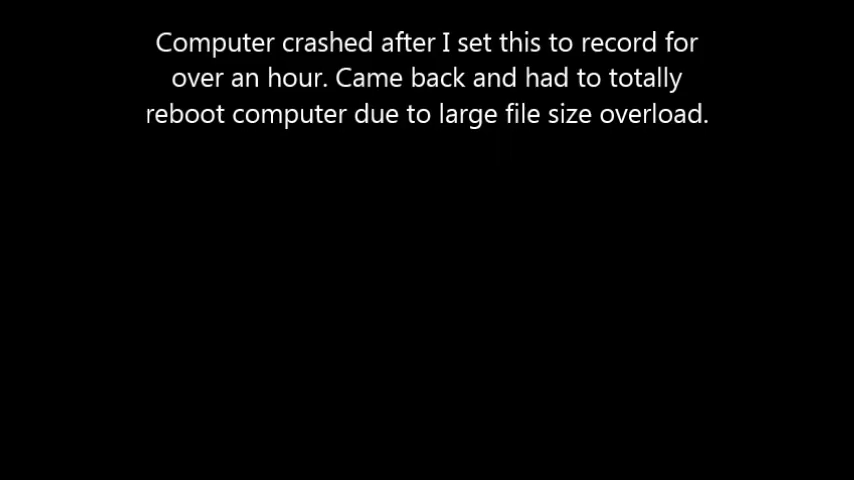 Computer crashed after I set this to record for
over an hour. Came back and had to totally
reboot computer due to large file size overload.